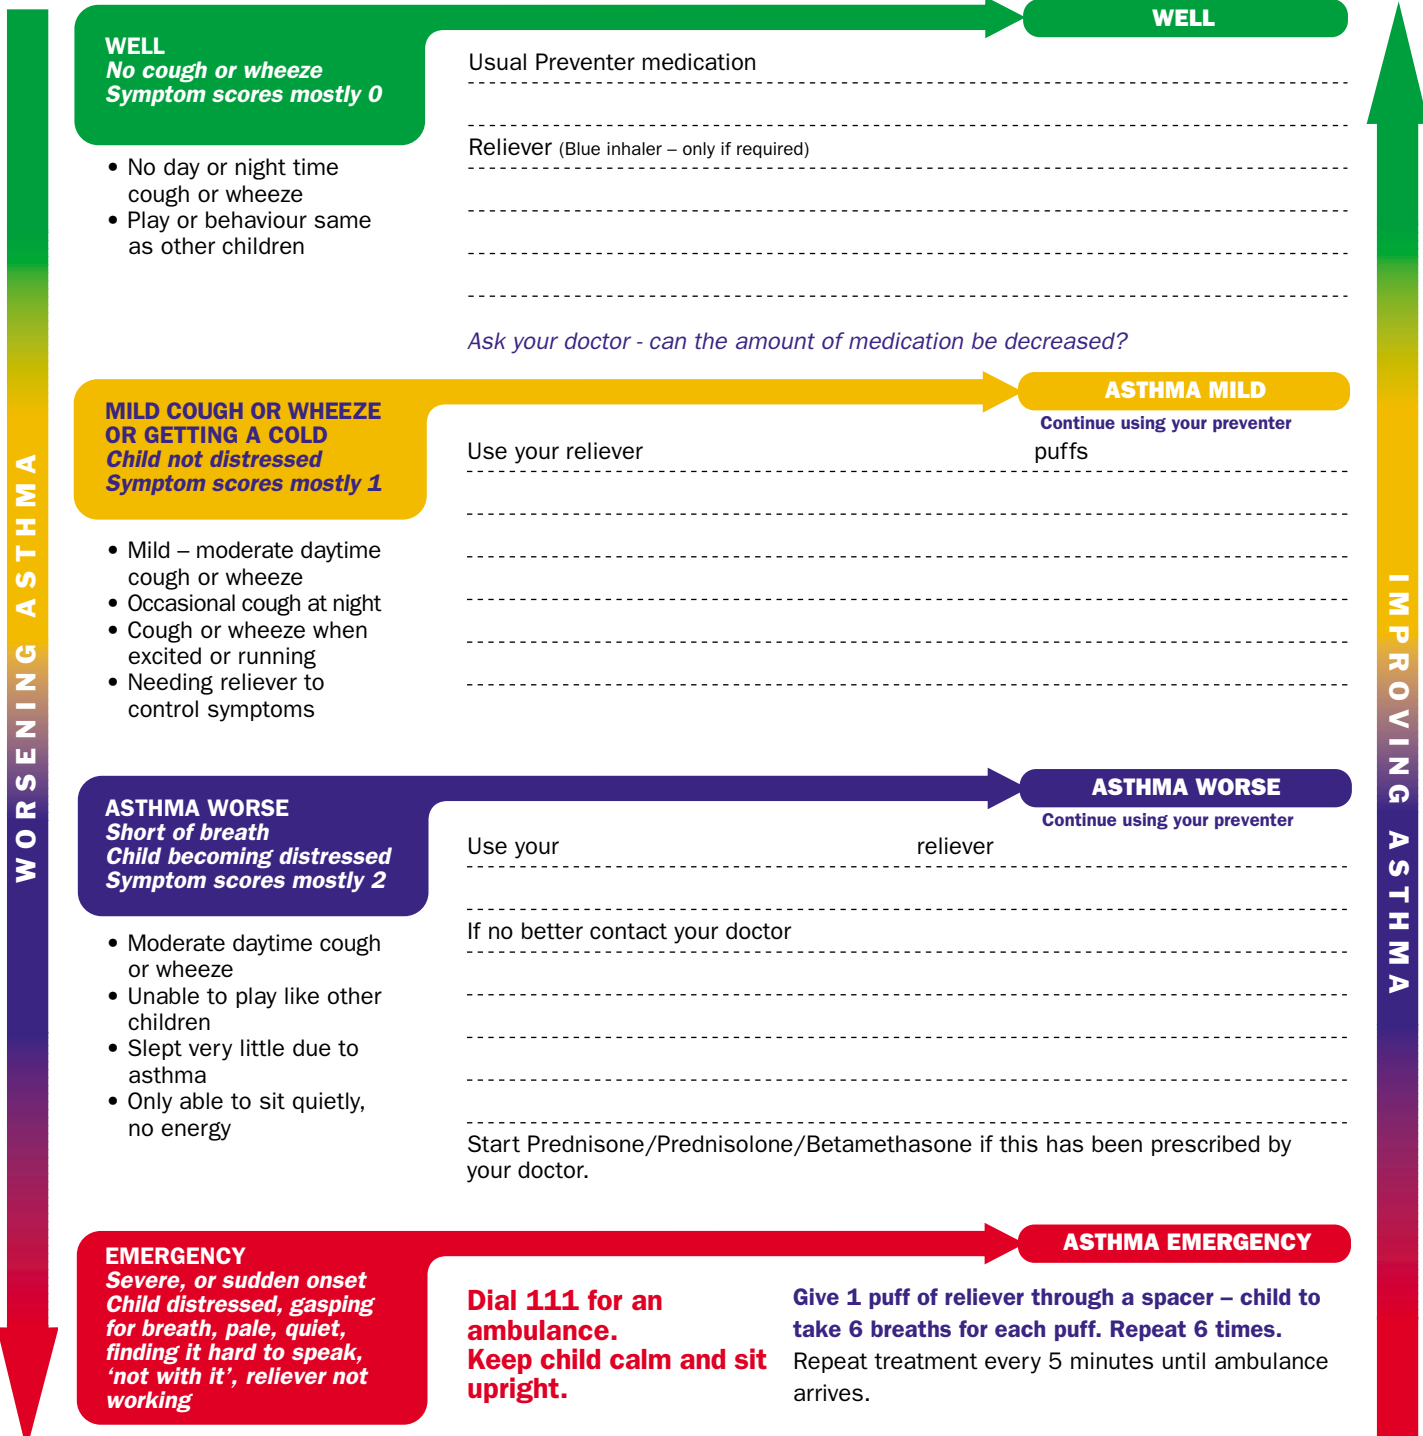 WELL
No cough or wheeze
Symptom scores mostly 0
• No day or night time
cough or wheeze
• Play or behaviour same
as other children
WELL
Usual Preventer medication
Reliever (Blue inhaler – only if required)
Ask your doctor - can the amount of medication be decreased?
MILD COUGH OR WHEEZE
OR GETTING A COLD
Child not distressed
Symptom scores mostly 1
• Mild – moderate daytime
cough or wheeze
• Occasional cough at night
• Cough or wheeze when
excited or running
• Needing reliever to
control symptoms
ASTHMA MILD
Continue using your preventer
Use your reliever puffs
ASTHMA WORSE
Short of breath
Child becoming distressed
Symptom scores mostly 2
• Moderate daytime cough
or wheeze
• Unable to play like other
children
• Slept very little due to
asthma
• Only able to sit quietly,
no energy
ASTHMA WORSE
Continue using your preventer
Use your reliever
If no better contact your doctor
Start Prednisone/Prednisolone/Betamethasone if this has been prescribed by
your doctor.
EMERGENCY
Severe, or sudden onset
Child distressed, gasping
for breath, pale, quiet,
finding it hard to speak,
‘not with it’, reliever not
working
ASTHMA EMERGENCY
Dial 111 for an
ambulance.
Keep child calm and sit
upright.
Give 1 puff of reliever through a spacer – child to
take 6 breaths for each puff. Repeat 6 times.
Repeat treatment every 5 minutes until ambulance
arrives.
WORSENING ASTHMA
IMPROVING ASTHMA